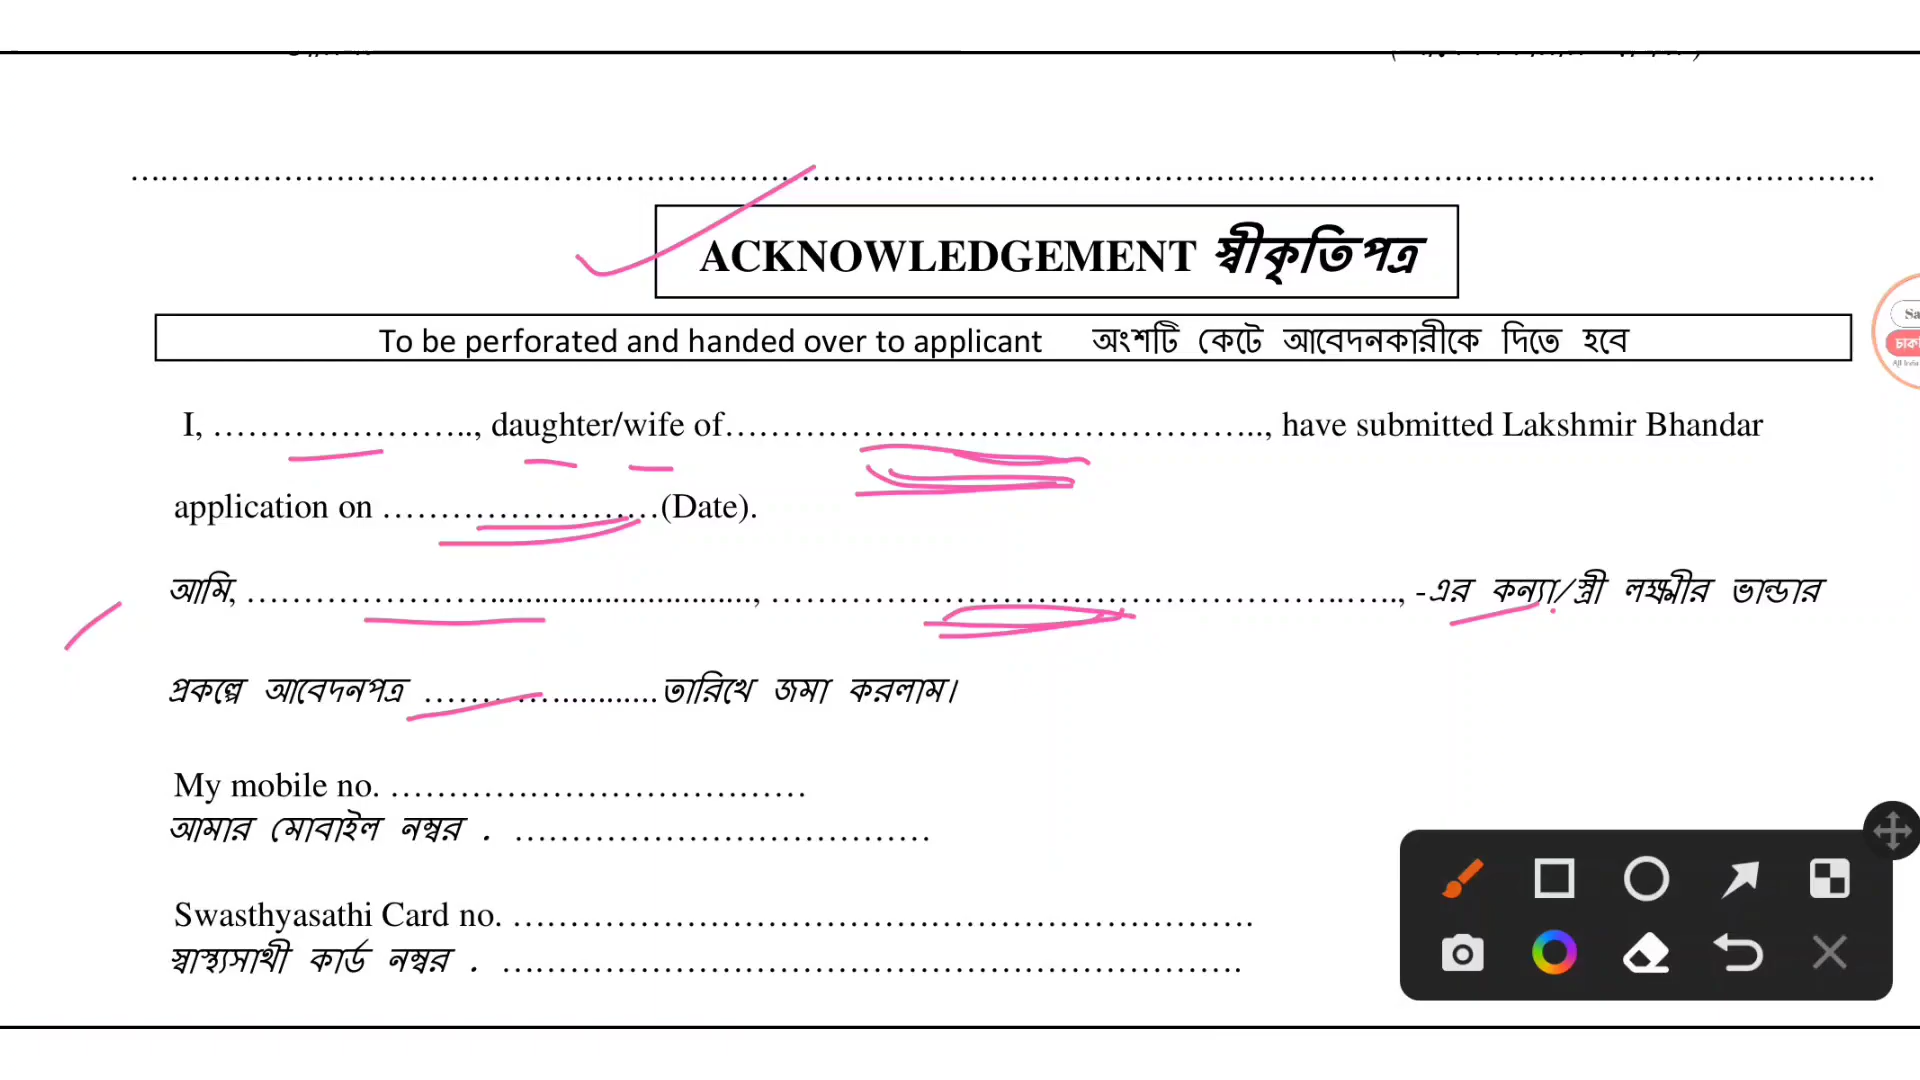 ACKNOWLEDGEMENT স্বীকৃতিপত্র
To be perforated and handed over to applicant অংশটি কেটে আবেদনকারীকে দিতে হবে
I, ………………….., daughter/wife of……………………………………….., have submitted Lakshmir Bhandar
application on ……………………(Date).
আমি, ……………………............................, ………………………………………….….., -এর কন্যা/স্ত্রী লক্ষ্মীর ভান্ডার
প্রকল্পে আবেদনপত্র …………..........তারিখে জমা করলাম।
My mobile no. ………………………………
আমার মোবাইল নম্বর . ………………………………
Swasthyasathi Card no. ……………………………………………………….
স্বাস্থ্যসাথী কার্ড নম্বর . ……………………………………………………….
Sa